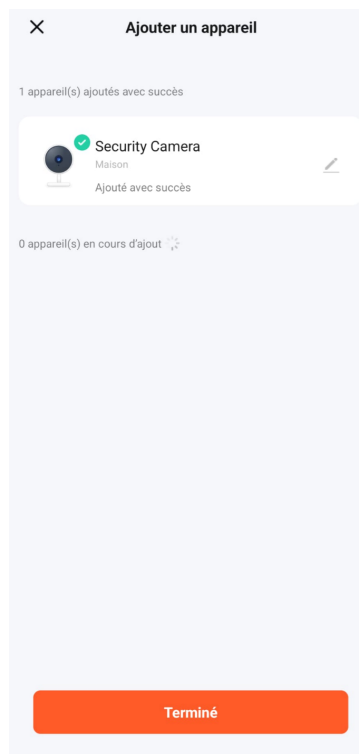 Ajouter un appareil
1 appareil(s) ajoutés avec succès
Security Camera
Maison
Ajouté avec succès
0 appareil(s) en cours d'ajout
Terminé